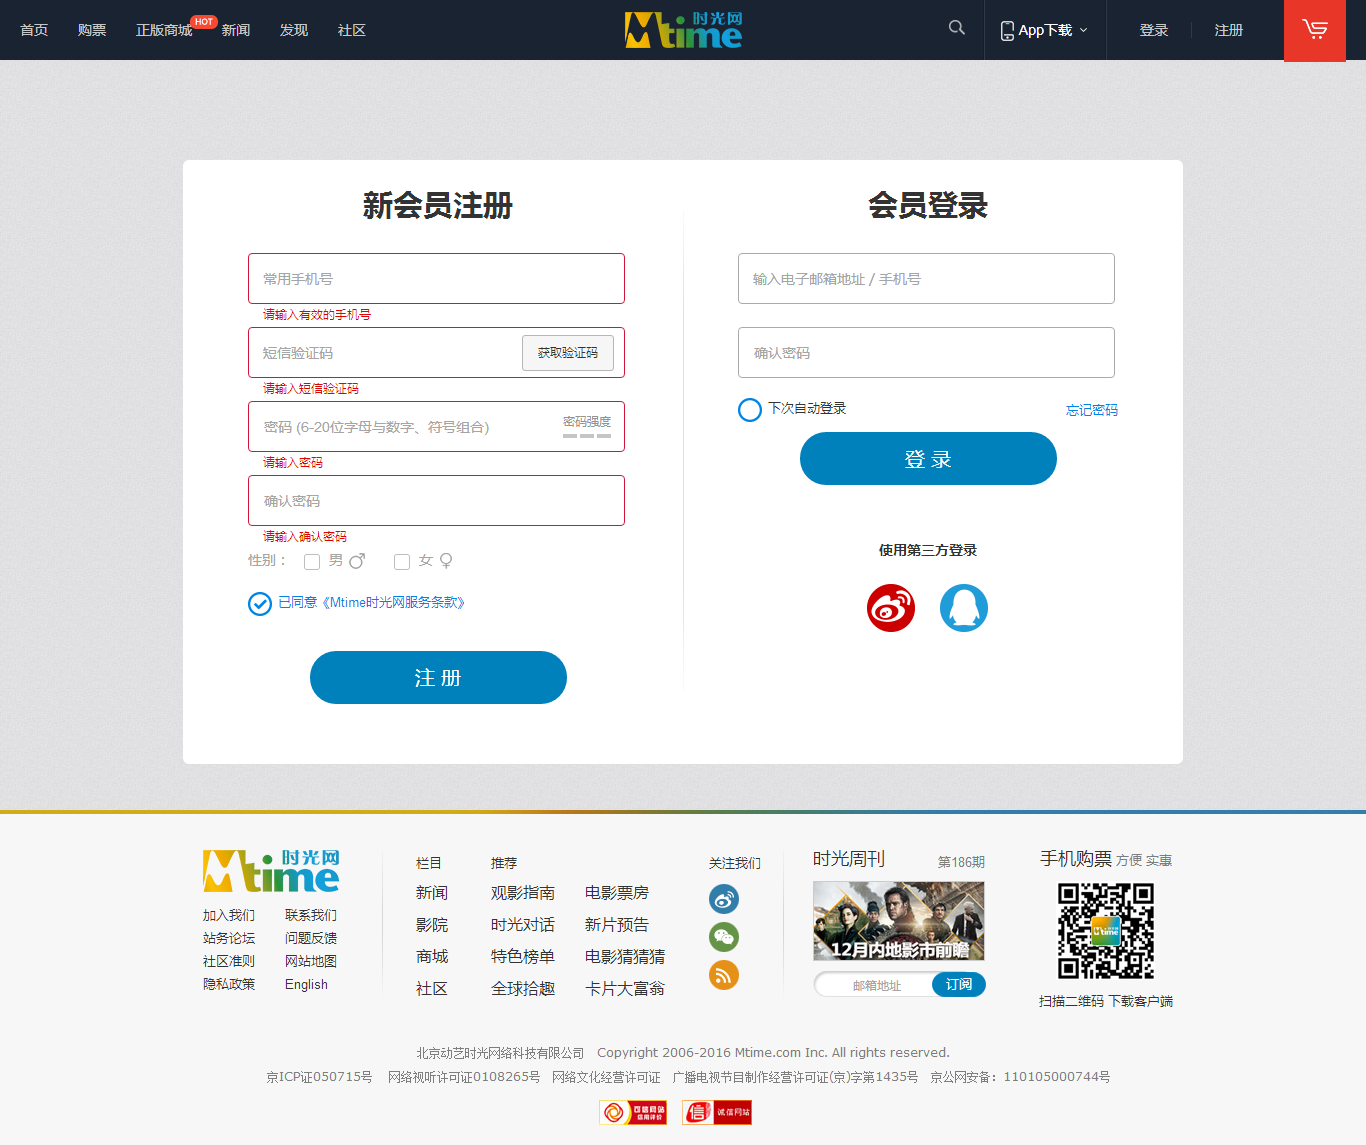 首页 购票 正版商城 HOT 新闻 发现 社区 Mtime 时光网 App下载 登录 注册
新会员注册
常用手机号
请输入有效的手机号
短信验证码 获取验证码
请输入短信验证码
密码 (6-20位字母与数字、符号组合) 密码强度
请输入密码
确认密码
请输入确认密码
性别： 男 女
已同意《Mtime时光网服务条款》
注 册
会员登录
输入电子邮箱地址 / 手机号
确认密码
下次自动登录 忘记密码
登 录
使用第三方登录
Mtime 时光网
加入我们 联系我们
站务论坛 问题反馈
社区准则 网站地图
隐私政策 English
栏目 推荐
新闻 观影指南 电影票房
影院 时光对话 新片预告
商城 特色榜单 电影猜猜猜
社区 全球拾趣 卡片大富翁
关注我们
时光周刊 第186期
12月内地影市前瞻
邮箱地址 订阅
手机购票 方便 实惠
Mtime
扫描二维码 下载客户端
北京动艺时光网络科技有限公司 Copyright 2006-2016 Mtime.com Inc. All rights reserved.
京ICP证050715号 网络视听许可证0108265号 网络文化经营许可证 广播电视节目制作经营许可证(京)字第1435号 京公网安备：110105000744号
可信网站 信用评价 信 诚信网站